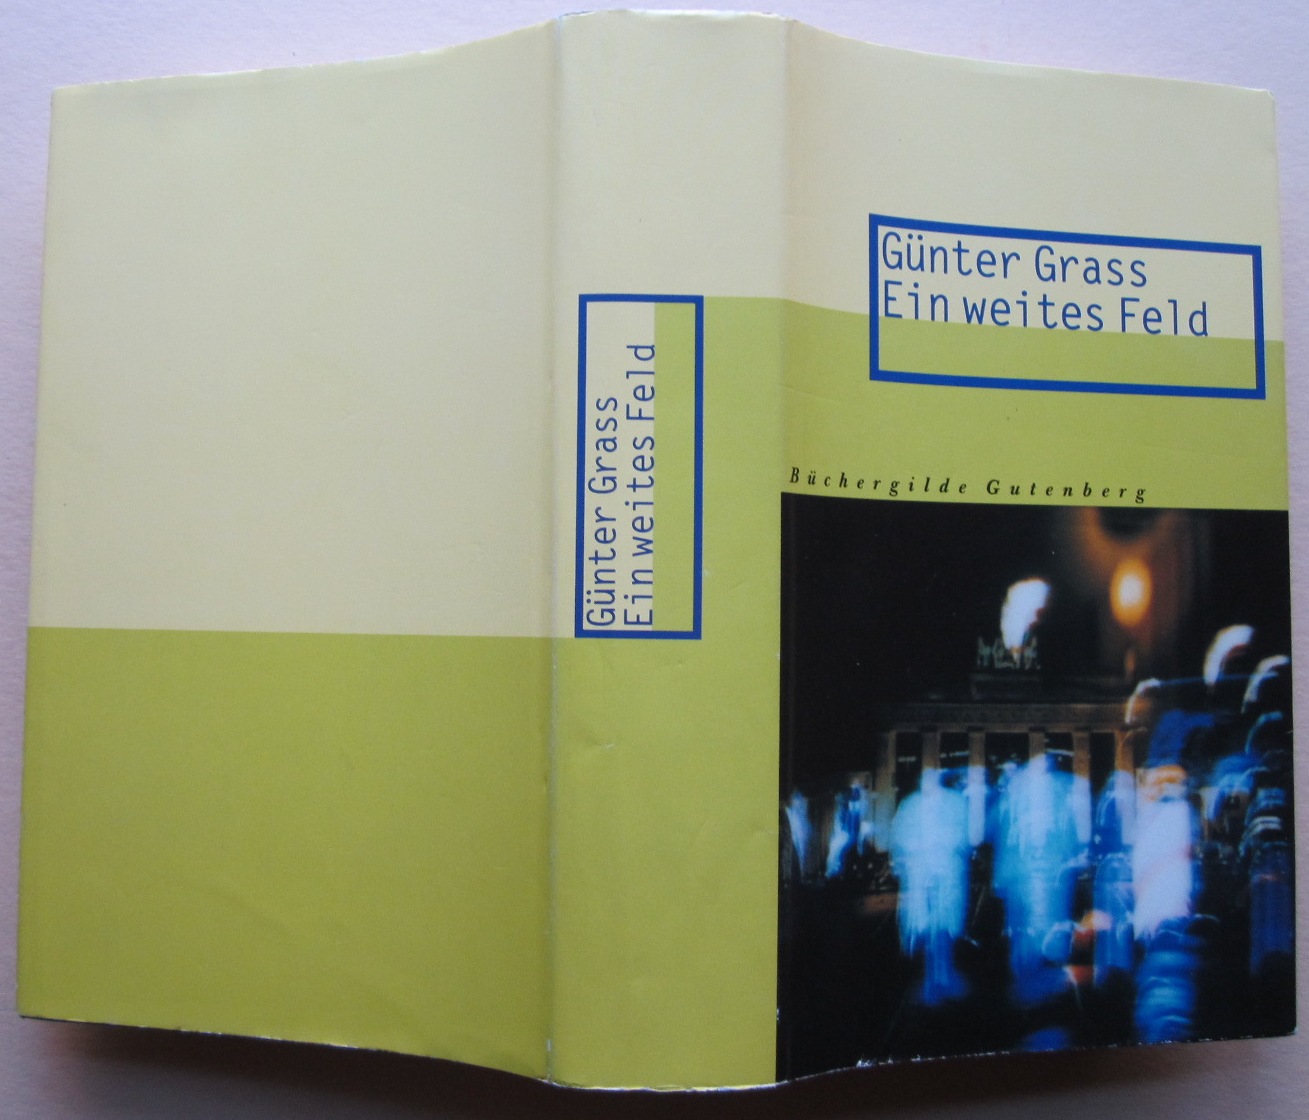 Günter Grass
Ein weites Feld
Günter Grass
Ein weites Feld
Büchergilde Gutenberg